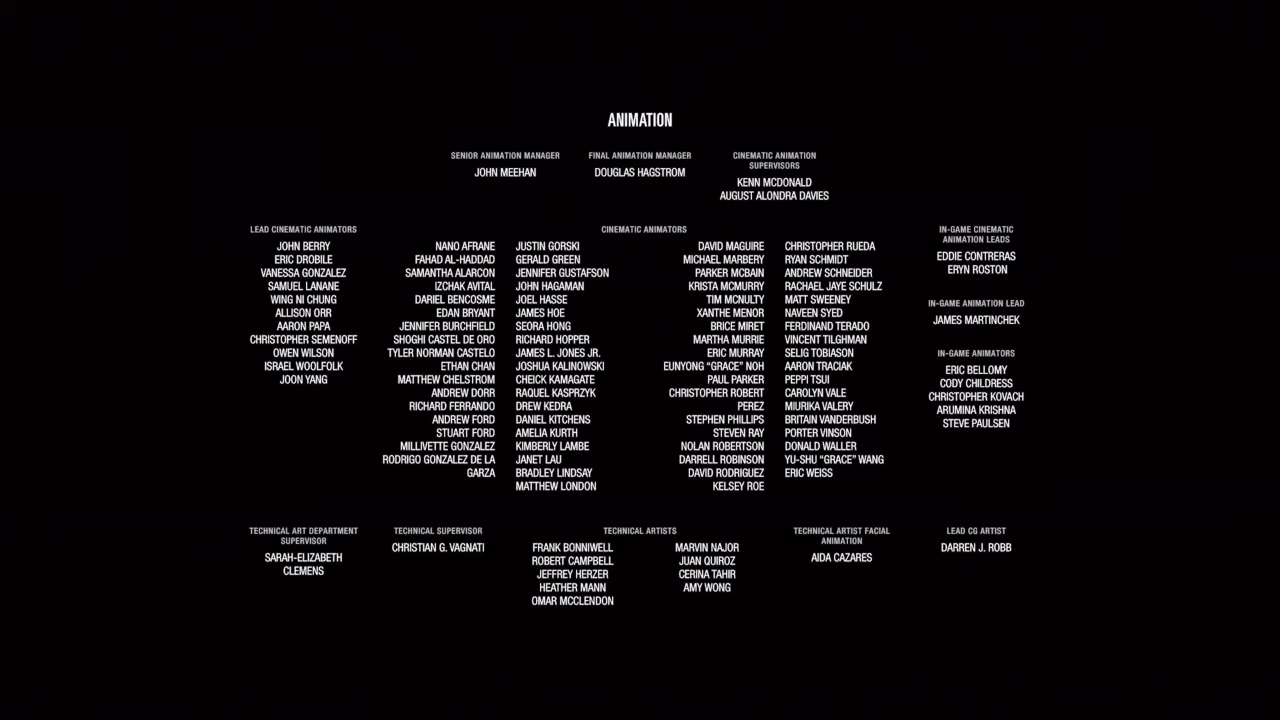 ANIMATION
SENIOR ANIMATION MANAGER
JOHN MEEHAN
FINAL ANIMATION MANAGER
DOUGLAS HAGSTROM
CINEMATIC ANIMATION
SUPERVISORS
KENN MCDONALD
AUGUST ALONDRA DAVIES
LEAD CINEMATIC ANIMATORS
JOHN BERRY
ERIC DROBILE
VANESSA GONZALEZ
SAMUEL LANANE
WING NI CHUNG
ALLISON ORR
AARON PAPA
CHRISTOPHER SEMENOFF
OWEN WILSON
ISRAEL WOOLFOLK
JOON YANG
CINEMATIC ANIMATORS
NANO AFRANE
FAHAD AL-HADDAD
SAMANTHA ALARCON
IZCHAK AVITAL
DARIEL BENCOSME
EDAN BRYANT
JENNIFER BURCHFIELD
SHOGHI CASTEL DE ORO
TYLER NORMAN CASTELO
ETHAN CHAN
MATTHEW CHELSTROM
ANDREW DORR
RICHARD FERRANDO
ANDREW FORD
STUART FORD
MILLIVETTE GONZALEZ
RODRIGO GONZALEZ DE LA
GARZA
JUSTIN GORSKI
GERALD GREEN
JENNIFER GUSTAFSON
JOHN HAGAMAN
JOEL HASSE
JAMES HOE
SEORA HONG
RICHARD HOPPER
JAMES L. JONES JR.
JOSHUA KALINOWSKI
CHEICK KAMAGATE
RAQUEL KASPRZYK
DREW KEDRA
DANIEL KITCHENS
AMELIA KURTH
KIMBERLY LAMBE
JANET LAU
BRADLEY LINDSAY
MATTHEW LONDON
DAVID MAGUIRE
MICHAEL MARBERY
PARKER MCBAIN
KRISTA MCMURRY
TIM MCNULTY
XANTHE MENOR
BRICE MIRET
MARTHA MURRIE
ERIC MURRAY
EUNYONG “GRACE” NOH
PAUL PARKER
CHRISTOPHER ROBERT
PEREZ
STEPHEN PHILLIPS
STEVEN RAY
NOLAN ROBERTSON
DARRELL ROBINSON
DAVID RODRIGUEZ
KELSEY ROE
CHRISTOPHER RUEDA
RYAN SCHMIDT
ANDREW SCHNEIDER
RACHAEL JAYE SCHULZ
MATT SWEENEY
NAVEEN SYED
FERDINAND TERADO
VINCENT TILGHMAN
SELIG TOBIASON
AARON TRACIAK
PEPPI TSUI
CAROLYN VALE
MIURIKA VALERY
BRITAIN VANDERBUSH
PORTER VINSON
DONALD WALLER
YU-SHU “GRACE” WANG
ERIC WEISS
IN-GAME CINEMATIC
ANIMATION LEADS
EDDIE CONTRERAS
ERYN ROSTON
IN-GAME ANIMATION LEAD
JAMES MARTINCHEK
IN-GAME ANIMATORS
ERIC BELLOMY
CODY CHILDRESS
CHRISTOPHER KOVACH
ARUMINA KRISHNA
STEVE PAULSEN
TECHNICAL ART DEPARTMENT
SUPERVISOR
SARAH-ELIZABETH
CLEMENS
TECHNICAL SUPERVISOR
CHRISTIAN G. VAGNATI
TECHNICAL ARTISTS
FRANK BONNIWELL
ROBERT CAMPBELL
JEFFREY HERZER
HEATHER MANN
OMAR MCCLENDON
MARVIN NAJOR
JUAN QUIROZ
CERINA TAHIR
AMY WONG
TECHNICAL ARTIST FACIAL
ANIMATION
AIDA CAZARES
LEAD CG ARTIST
DARREN J. ROBB